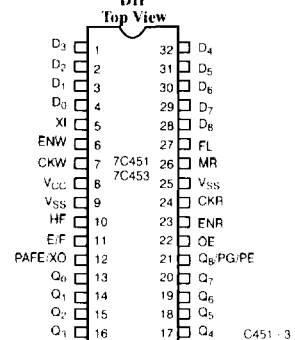 DIP
Top View
D3 1 32 D4
D2 2 31 D5
D1 3 30 D6
D0 4 29 D7
XI 5 28 D8
ENW 6 27 FL
CKW 7 7C451 26 MR
VCC 8 7C453 25 VSS
VSS 9 24 CKR
HF 10 23 ENR
E/F 11 22 OE
PAFE/XO 12 21 Q8/PG/PE
Q0 13 20 Q7
Q1 14 19 Q6
Q2 15 18 Q5
Q3 16 17 Q4 C451-3